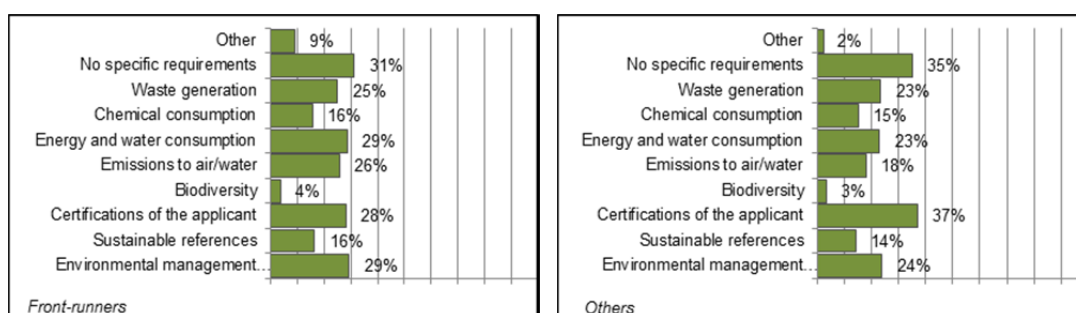 Other 9%
No specific requirements 31%
Waste generation 25%
Chemical consumption 16%
Energy and water consumption 29%
Emissions to air/water 26%
Biodiversity 4%
Certifications of the applicant 28%
Sustainable references 16%
Environmental management... 29%
Front-runners
Other 2%
No specific requirements 35%
Waste generation 23%
Chemical consumption 15%
Energy and water consumption 23%
Emissions to air/water 18%
Biodiversity 3%
Certifications of the applicant 37%
Sustainable references 14%
Environmental management... 24%
Others